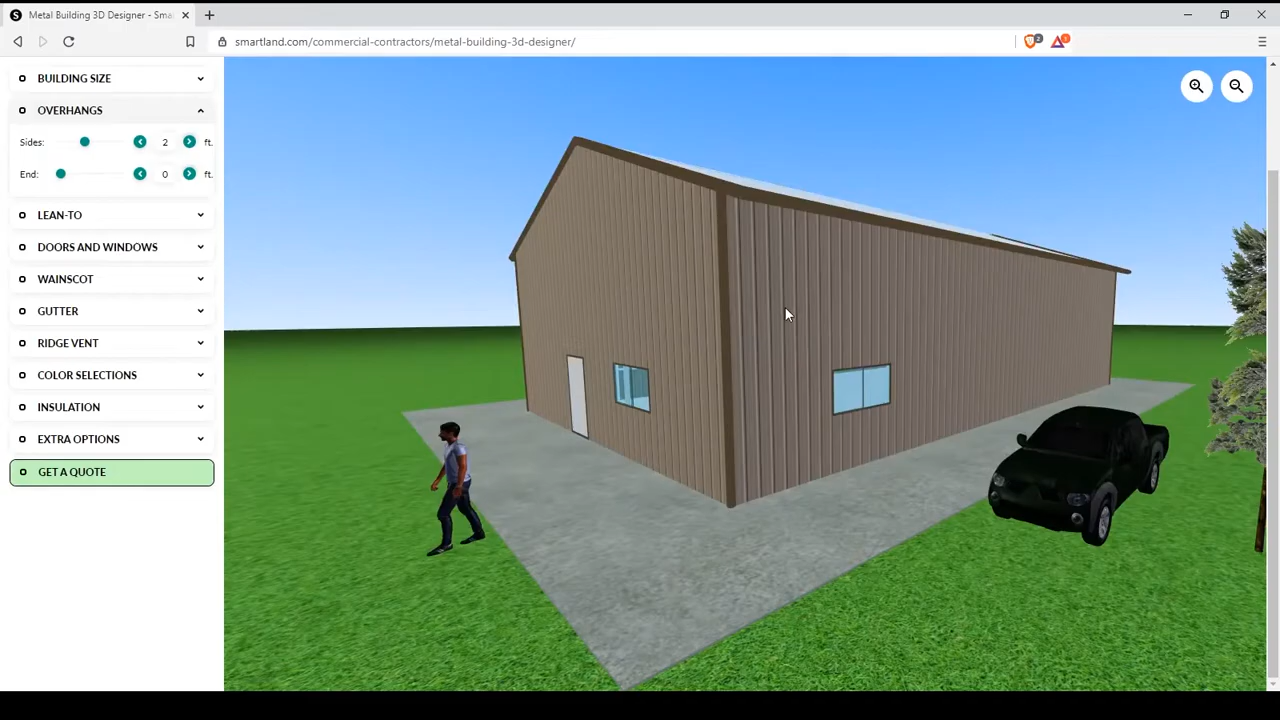 Metal Building 3D Designer - Sma
smartland.com/commercial-contractors/metal-building-3d-designer/
2
1
BUILDING SIZE
OVERHANGS
Sides: 2 ft.
End: 0 ft.
LEAN-TO
DOORS AND WINDOWS
WAINSCOT
GUTTER
RIDGE VENT
COLOR SELECTIONS
INSULATION
EXTRA OPTIONS
GET A QUOTE